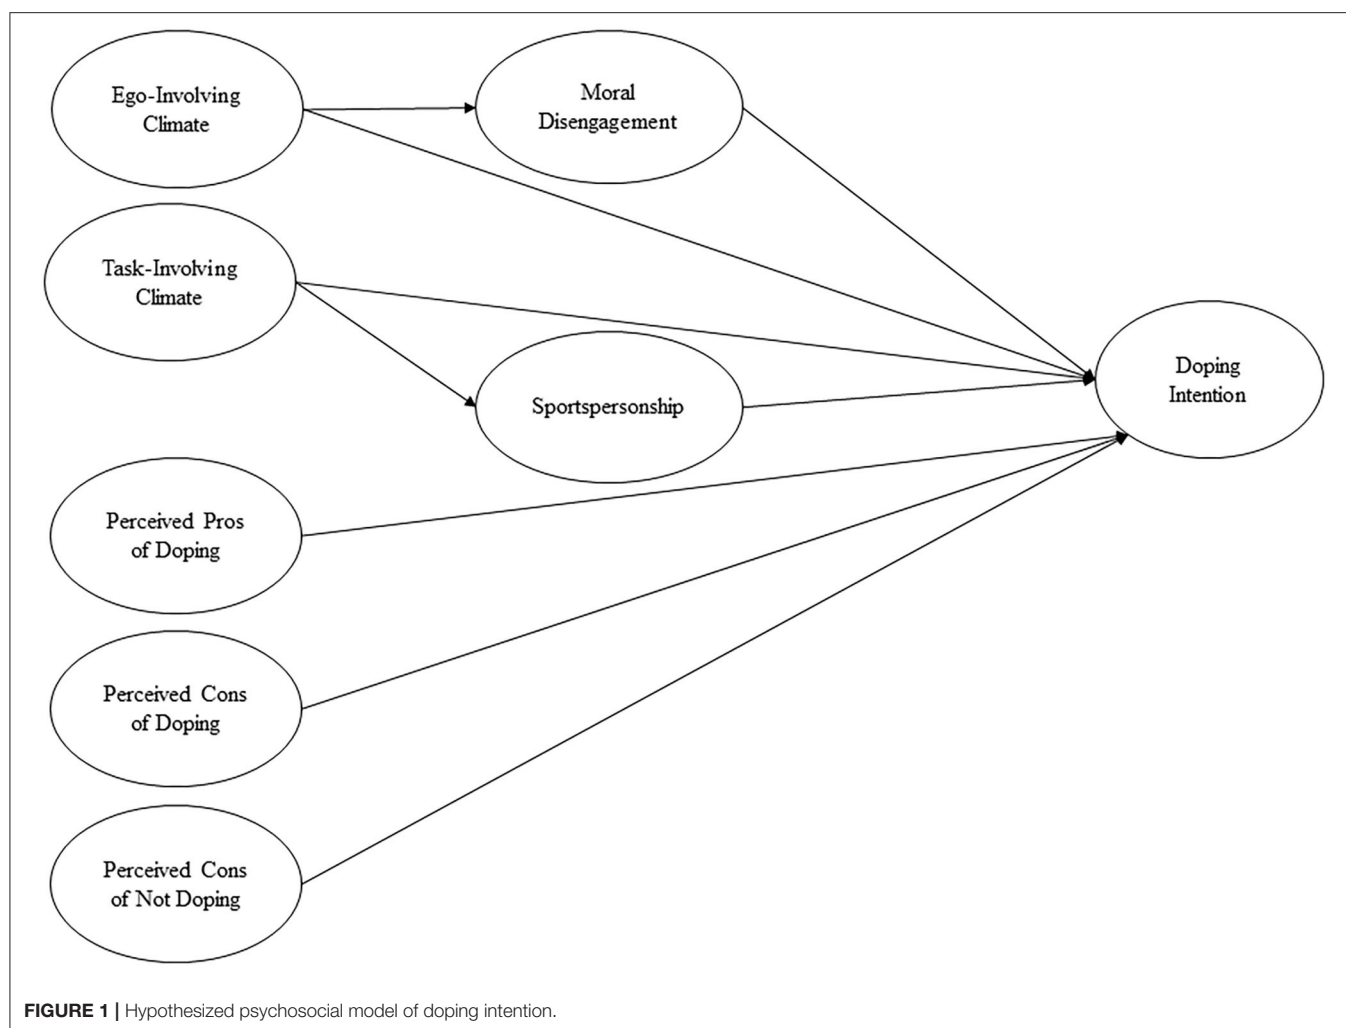 Ego-Involving
Climate
Moral
Disengagement
Task-Involving
Climate
Sportspersonship
Doping
Intention
Perceived Pros
of Doping
Perceived Cons
of Doping
Perceived Cons
of Not Doping
FIGURE 1 | Hypothesized psychosocial model of doping intention.